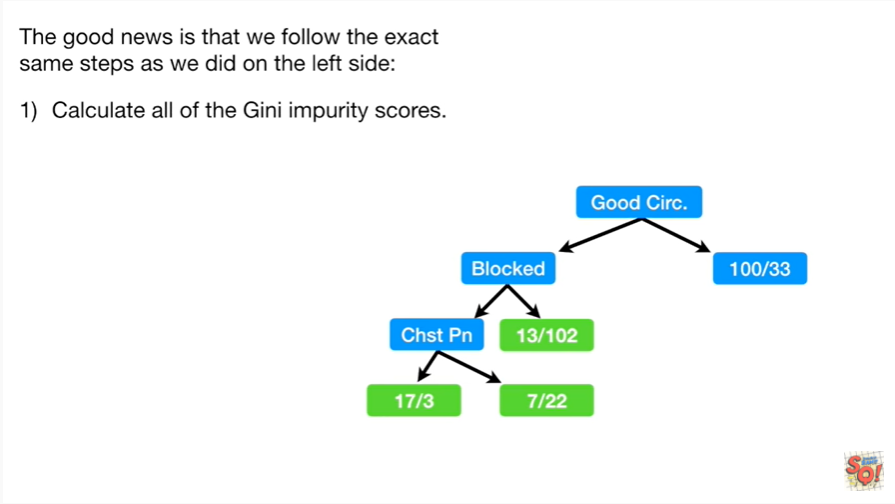 The good news is that we follow the exact
same steps as we did on the left side:
1) Calculate all of the Gini impurity scores.
Good Circ.
Blocked
100/33
Chst Pn
13/102
17/3
7/22
SQ!